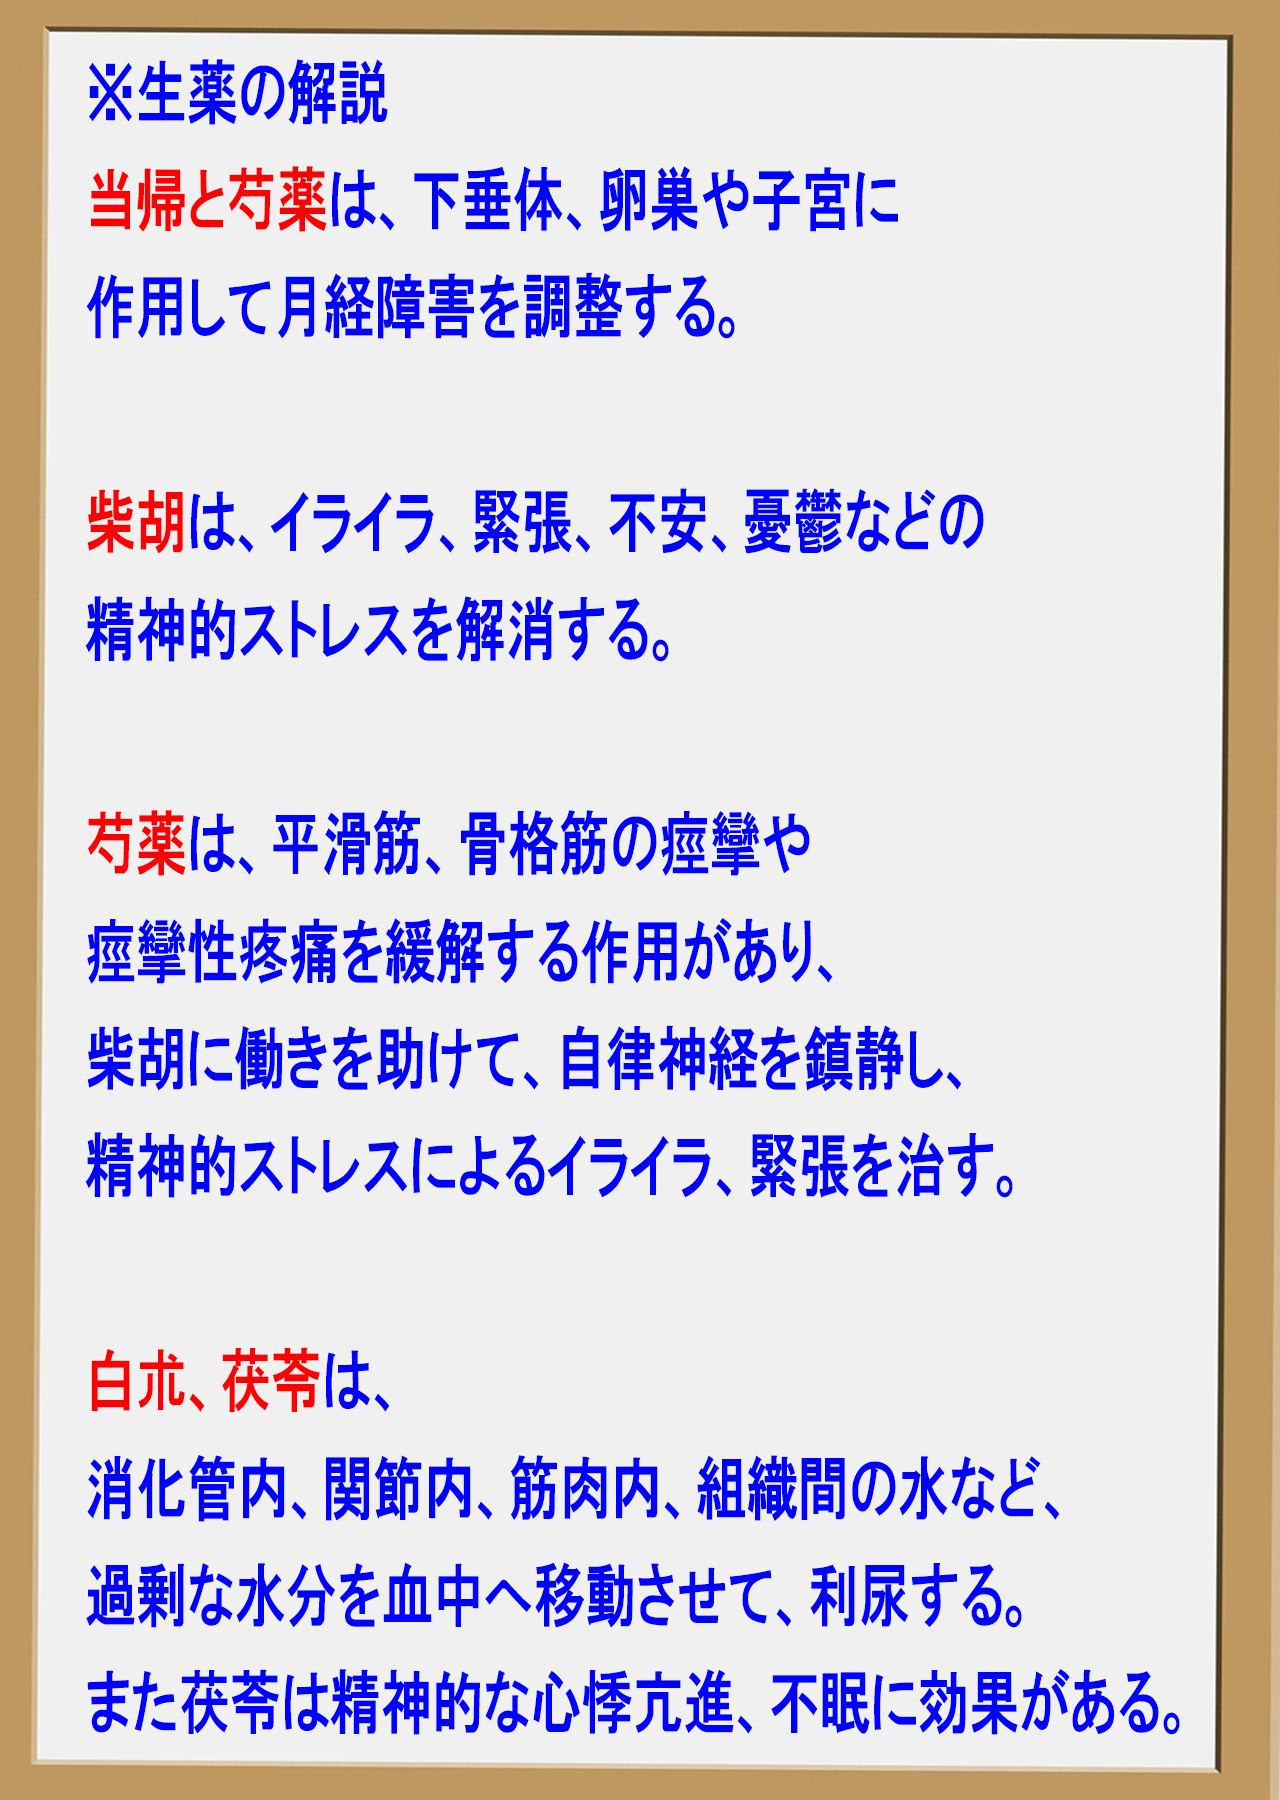 ※生薬の解説
当帰と芍薬は、下垂体、卵巣や子宮に
作用して月経障害を調整する。
柴胡は、イライラ、緊張、不安、憂鬱などの
精神的ストレスを解消する。
芍薬は、平滑筋、骨格筋の痙攣や
痙攣性疼痛を緩解する作用があり、
柴胡に働きを助けて、自律神経を鎮静し、
精神的ストレスによるイライラ、緊張を治す。
白朮、茯苓は、
消化管内、関節内、筋肉内、組織間の水など、
過剰な水分を血中へ移動させて、利尿する。
また茯苓は精神的な心悸亢進、不眠に効果がある。